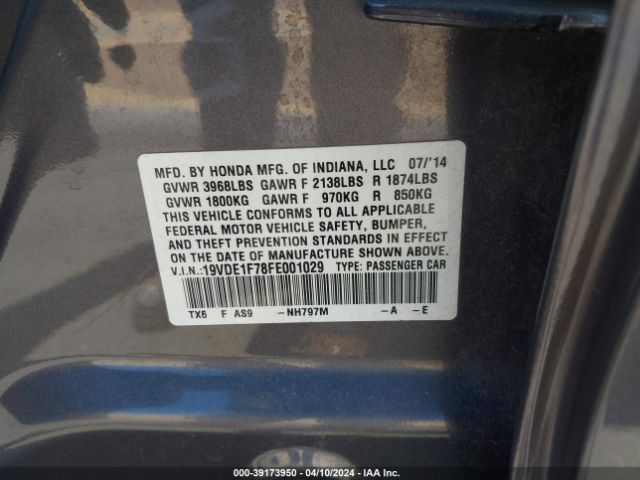 MFD. BY HONDA MFG. OF INDIANA, LLC 07/'14
GVWR 3968LBS GAWR F 2138LBS R 1874LBS
GVWR 1800KG GAWR F 970KG R 850KG
THIS VEHICLE CONFORMS TO ALL APPLICABLE
FEDERAL MOTOR VEHICLE SAFETY, BUMPER,
AND THEFT PREVENTION STANDARDS IN EFFECT
ON THE DATE OF MANUFACTURE SHOWN ABOVE.
V.I.N.:19VDE1F78FE001029 TYPE: PASSENGER CAR
TX6 F AS9 -NH797M -A -E
000-39173950 - 04/10/2024 - IAA Inc.